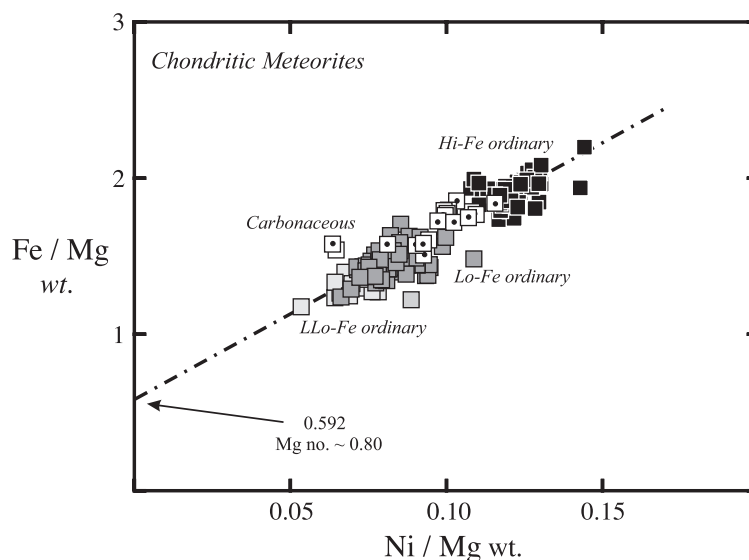 3
Chondritic Meteorites
Hi-Fe ordinary
2
Carbonaceous
Fe / Mg
wt.
Lo-Fe ordinary
LLo-Fe ordinary
1
0.592
Mg no. ~ 0.80
0.05
0.10
0.15
Ni / Mg wt.